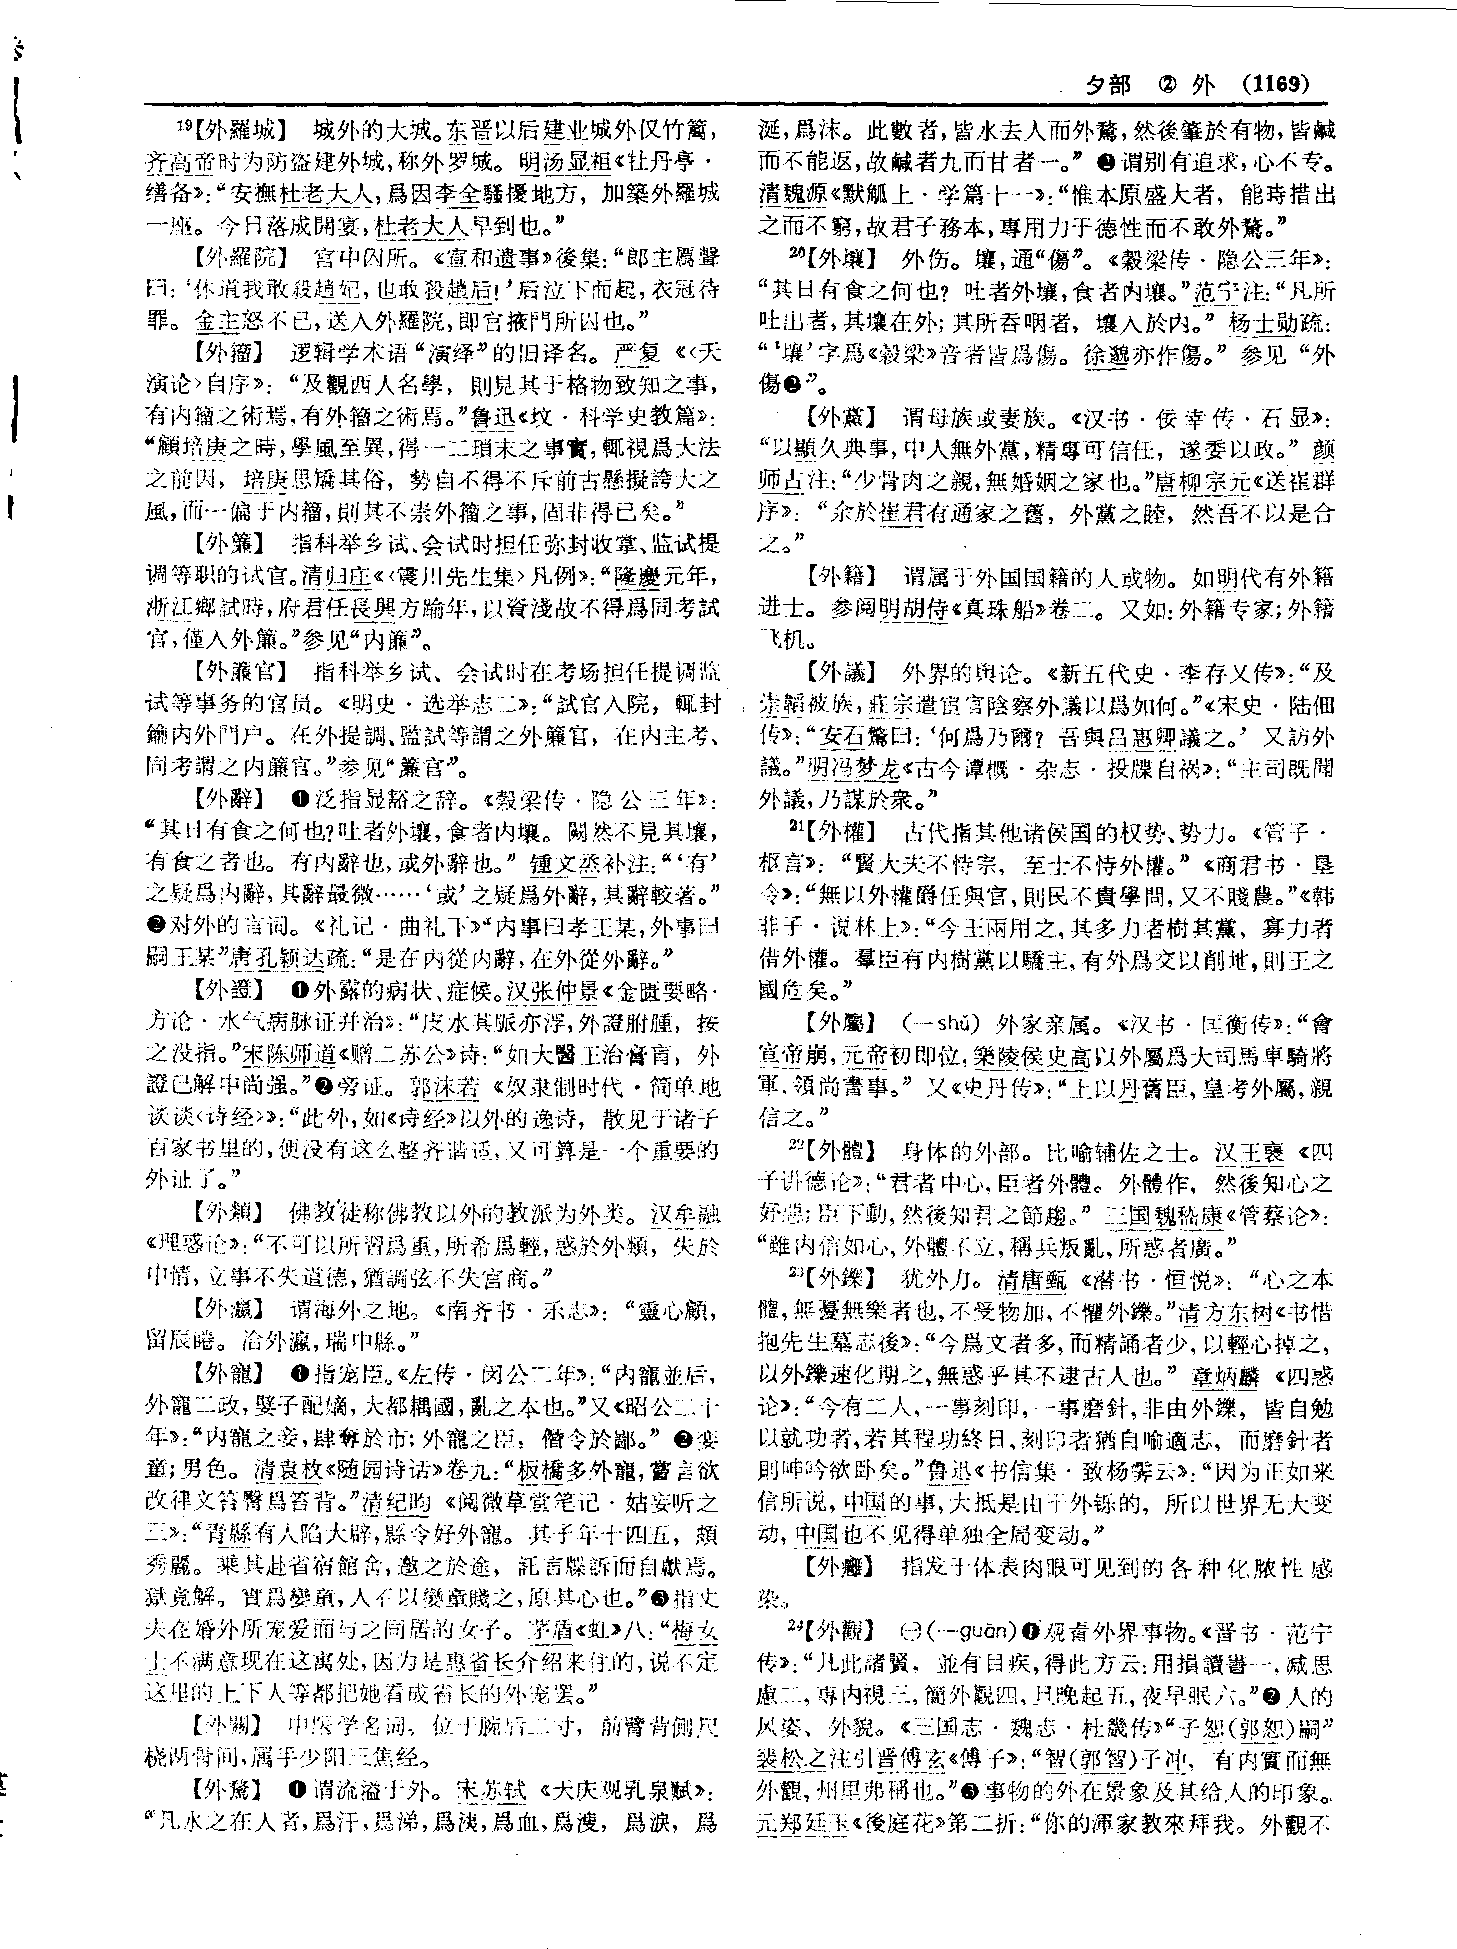 夕部 ② 外 (1169)
19【外羅城】 城外的大城。东晋以后建业城外仅竹篱，
齐高帝时为防盗建外城，称外罗城。 明汤显祖《牡丹亭·
缮备》：“安撫杜老大人，爲因李全騷擾地方， 加築外羅城
一座。今日落成開宴，杜老大人早到也。”
【外羅院】 宫中囚所。《宣和遗事》後集：“郎主厲聲
曰：‘休道我敢殺趙妃，也敢殺趙后！’后泣下而起，衣冠待
罪。 金主怒不已，送入外羅院，即宫掖門所囚也。”
【外籀】 逻辑学术语“演绎”的旧译名。 严复《〈天
演论〉自序》： “及觀西人名學， 則見其于格物致知之事，
有内籀之術焉，有外籀之術焉。”鲁迅《坟·科学史教篇》：
“顧培庚之時，學風至異，得一二瑣末之事實，輒視爲大法
之前因， 培庚思矯其俗， 勢自不得不斥前古懸擬誇大之
風，而一偏于内籀，則其不崇外籀之事，固非得已矣。”
【外簾】 指科举乡试、会试时担任弥封收掌、监试提
调等职的试官。清归庄《〈震川先生集〉凡例》：“隆慶元年，
浙江鄉試時，府君任長興方踰年，以資淺故不得爲同考試
官，僅入外簾。”参见“内簾”。
【外簾官】 指科举乡试、会试时在考场担任提调监
试等事务的官员。《明史·选举志二》：“試官入院， 輒封
鑰内外門户。 在外提調、監試等謂之外簾官， 在内主考、
同考謂之内簾官。”参见“簾官”。
【外辭】 ❶泛指显豁之辞。《穀梁传·隐公三年》：
“其日有食之何也？吐者外壤，食者内壤。 闕然不見其壤，
有食之者也。有内辭也，或外辭也。” 锺文烝补注：“‘有’
之疑爲内辭，其辭最微……‘或’之疑爲外辭，其辭較著。”
❷对外的言词。《礼记·曲礼下》“内事曰孝王某，外事曰
嗣王某”唐孔颖达疏：“是在内從内辭，在外從外辭。”
【外證】 ❶外露的病状、症候。汉张仲景《金匮要略·
方论·水气病脉证并治》：“皮水其脈亦浮，外證胕腫， 按
之没指。”宋陈师道《赠二苏公》诗：“如大醫王治膏肓， 外
證已解中尚强。”❷旁证。 郭沫若《奴隶制时代·简单地
谈谈〈诗经〉》：“此外，如《诗经》以外的逸诗， 散见于诸子
百家书里的，便没有这么整齐谐适，又可算是一个重要的
外证了。”
【外類】 佛教徒称佛教以外的教派为外类。 汉牟融
《理惑论》：“不可以所習爲重，所希爲輕，惑於外類， 失於
中情，立事不失道德，猶調弦不失宫商。”
【外瀛】 谓海外之地。《南齐书·乐志》： “靈心顧，
留辰睠。洽外瀛，瑞中縣。”
【外寵】 ❶指宠臣。《左传·闵公二年》：“内寵並后，
外寵二政，嬖子配嫡，大都耦國，亂之本也。”又《昭公二十
年》：“内寵之妾，肆奪於市；外寵之臣， 僭令於鄙。” ❷娈
童；男色。 清袁枚《随园诗话》卷九：“板橋多外寵，嘗言欲
改律文笞臀爲笞背。”清纪昀《阅微草堂笔记·姑妄听之
三》：“青縣有人陷大辟，縣令好外寵。 其子年十四五， 頗
秀麗。 乘其赴省宿館舍，邀之於途， 託言牒訴而自獻焉。
獄竟解。 實爲孌童，人不以孌童賤之，原其心也。”❸指丈
夫在婚外所宠爱而与之同居的女子。 茅盾《虹》八：“梅女
士不满意现在这寓处，因为是惠省长介绍来住的，说不定
这里的上下人等都把她看成省长的外宠罢。”
【外關】 中医学名词。位于腕后二寸， 前臂背侧尺
桡两骨间，属手少阳三焦经。
【外騖】 ❶谓流溢于外。 宋苏轼《天庆观乳泉赋》：
“凡水之在人者，爲汗，爲涕，爲洟，爲血，爲溲， 爲淚， 爲
涎，爲沫。 此數者，皆水去人而外騖，然後肇於有物，皆鹹
而不能返，故鹹者九而甘者一。” ❷谓别有追求，心不专。
清魏源《默觚上·学篇十一》：“惟本原盛大者， 能時措出
之而不窮，故君子務本，專用力于德性而不敢外騖。”
20【外壤】 外伤。壤，通“傷”。《穀梁传·隐公三年》：
“其日有食之何也？ 吐者外壤，食者内壤。”范宁注：“凡所
吐出者，其壤在外；其所吞咽者， 壤入於内。” 杨士勋疏：
“‘壤’字爲《穀梁》音者皆爲傷。 徐邈亦作傷。” 参见“外
傷❷”。
【外黨】 谓母族或妻族。《汉书·佞幸传·石显》：
“以顯久典事，中人無外黨，精專可信任， 遂委以政。” 颜
师古注：“少骨肉之親，無婚姻之家也。”唐柳宗元《送崔群
序》： “余於崔君有通家之舊， 外黨之睦， 然吾不以是合
之。”
【外籍】 谓属于外国国籍的人或物。如明代有外籍
进士。 参阅明胡侍《真珠船》卷二。 又如：外籍专家；外籍
飞机。
【外議】 外界的舆论。《新五代史·李存乂传》：“及
崇韜被族，莊宗遣宦官陰察外議以爲如何。”《宋史·陆佃
传》：“安石驚曰：‘何爲乃爾？ 吾與吕惠卿議之。’ 又訪外
議。”明冯梦龙《古今谭概·杂志·投牒自祸》：“主司既聞
外議，乃謀於衆。”
21【外權】 古代指其他诸侯国的权势、势力。《管子·
枢言》： “賢大夫不恃宗， 至士不恃外權。”《商君书·垦
令》：“無以外權爵任與官，則民不貴學問，又不賤農。”《韩
非子·说林上》：“今王兩用之，其多力者樹其黨， 寡力者
借外權。 羣臣有内樹黨以驕主，有外爲交以削地，則王之
國危矣。”
【外屬】 （—shǔ） 外家亲属。《汉书·匡衡传》：“會
宣帝崩，元帝初即位，樂陵侯史高以外屬爲大司馬車騎將
軍，領尚書事。” 又《史丹传》：“上以丹舊臣，皇考外屬，親
信之。”
22【外體】 身体的外部。比喻辅佐之士。 汉王襃《四
子讲德论》：“君者中心，臣者外體。外體作， 然後知心之
好惡；臣下動，然後知君之節趨。” 三国魏嵇康《管蔡论》：
“雖内信如心，外體不立，稱兵叛亂，所惑者廣。”
23【外鑠】 犹外力。 清唐甄《潜书·恒悦》： “心之本
體，無憂無樂者也，不受物加，不懼外鑠。”清方东树《书惜
抱先生墓志後》：“今爲文者多，而精誦者少，以輕心掉之，
以外鑠速化期之，無惑乎其不逮古人也。” 章炳麟《四惑
论》：“今有二人，一事刻印，一事磨針，非由外鑠， 皆自勉
以就功者，若其程功終日，刻印者猶自喻適志， 而磨針者
則呻吟欲卧矣。”鲁迅《书信集·致杨霁云》：“因为正如来
信所说，中国的事，大抵是由于外铄的， 所以世界无大变
动，中国也不见得单独全局变动。”
【外癰】 指发于体表肉眼可见到的各种化脓性感
染。
24【外觀】 ㊀（—guān）❶观看外界事物。《晋书·范宁
传》：“凡此諸賢， 並有目疾，得此方云：用損讀書一，减思
慮二，專内視三，簡外觀四，旦晚起五，夜早眠六。”❷人的
风姿、外貌。《三国志·魏志·杜畿传》“子恕（郭恕）嗣”
裴松之注引晋傅玄《傅子》：“智（郭智）子冲， 有内實而無
外觀，州里弗稱也。”❸事物的外在景象及其给人的印象。
元郑廷玉《後庭花》第二折：“你的渾家教來拜我。 外觀不